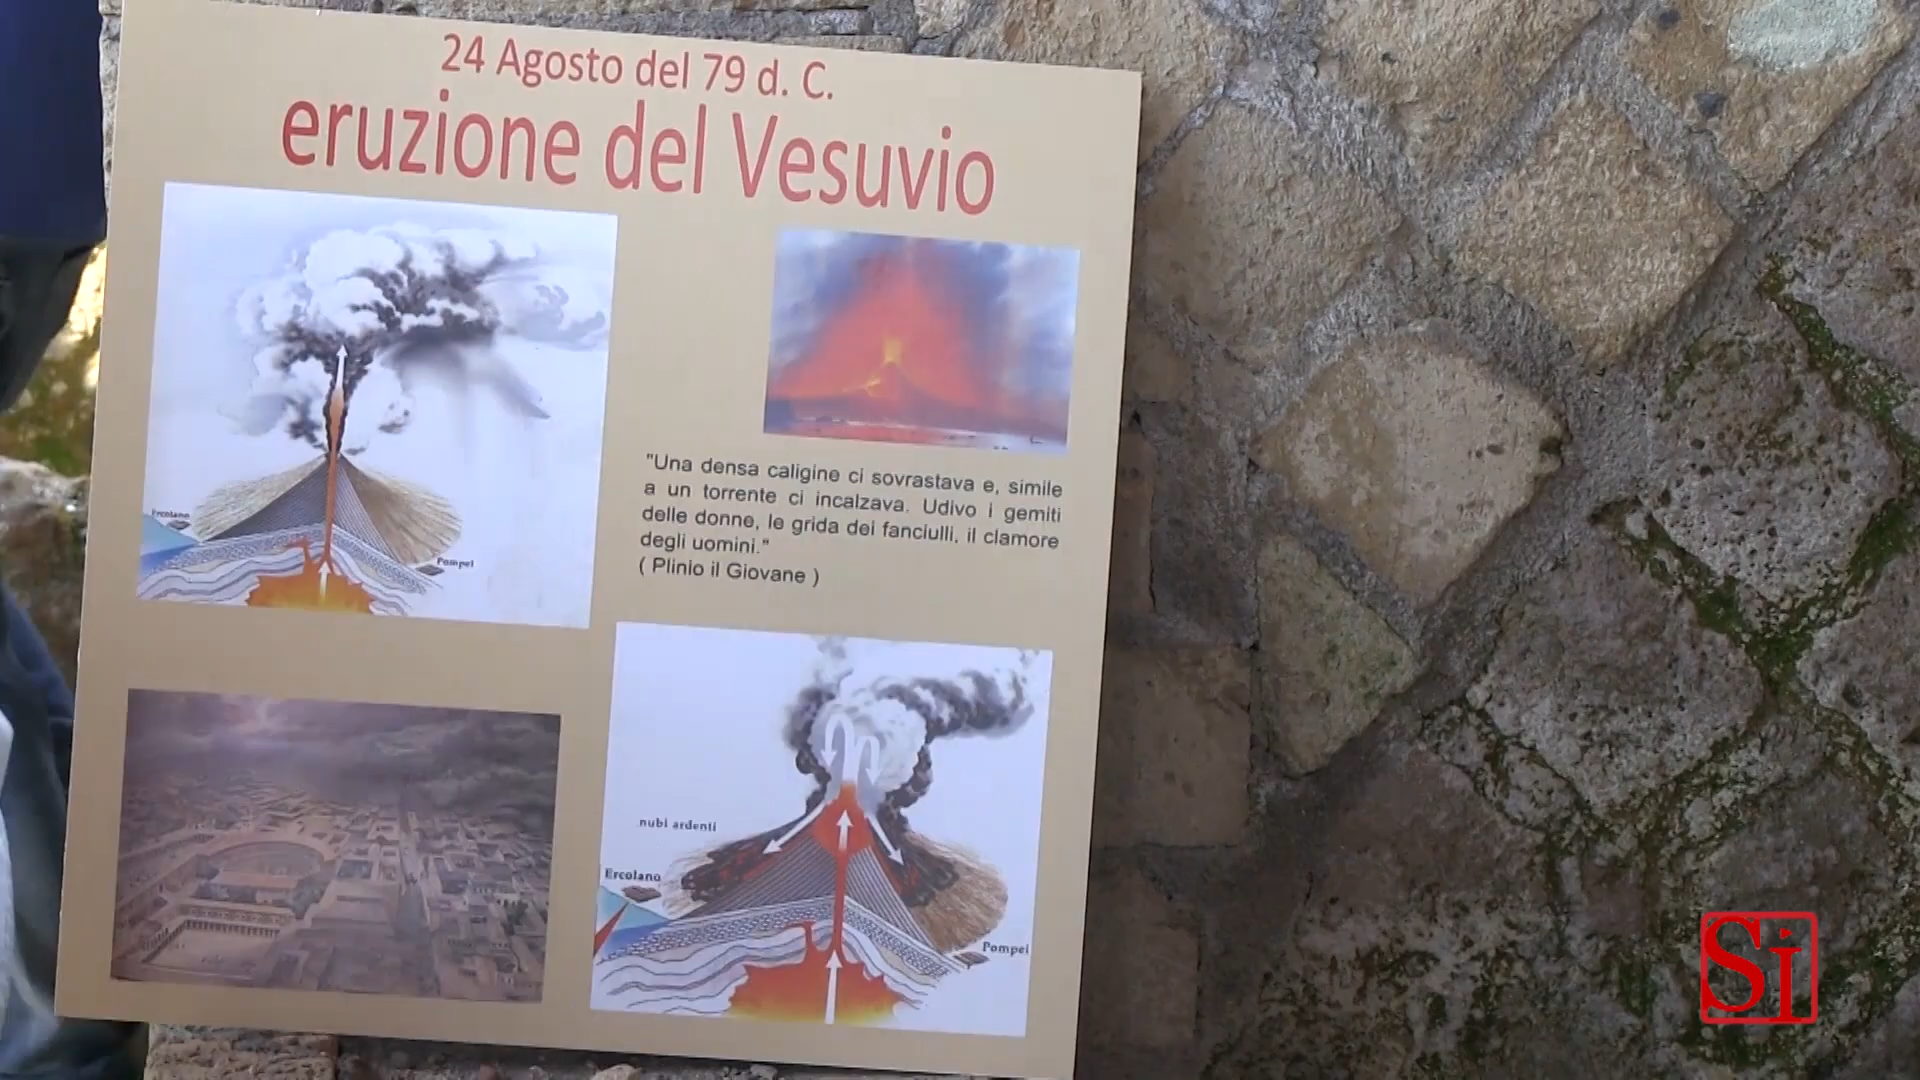 24 Agosto del 79 d. C.
eruzione del Vesuvio
Ercolano
Pompei
"Una densa caligine ci sovrastava e, simile
a un torrente ci incalzava. Udivo i gemiti
delle donne, le grida dei fanciulli, il clamore
degli uomini."
( Plinio il Giovane )
nubi ardenti
Ercolano
Pompei
Si